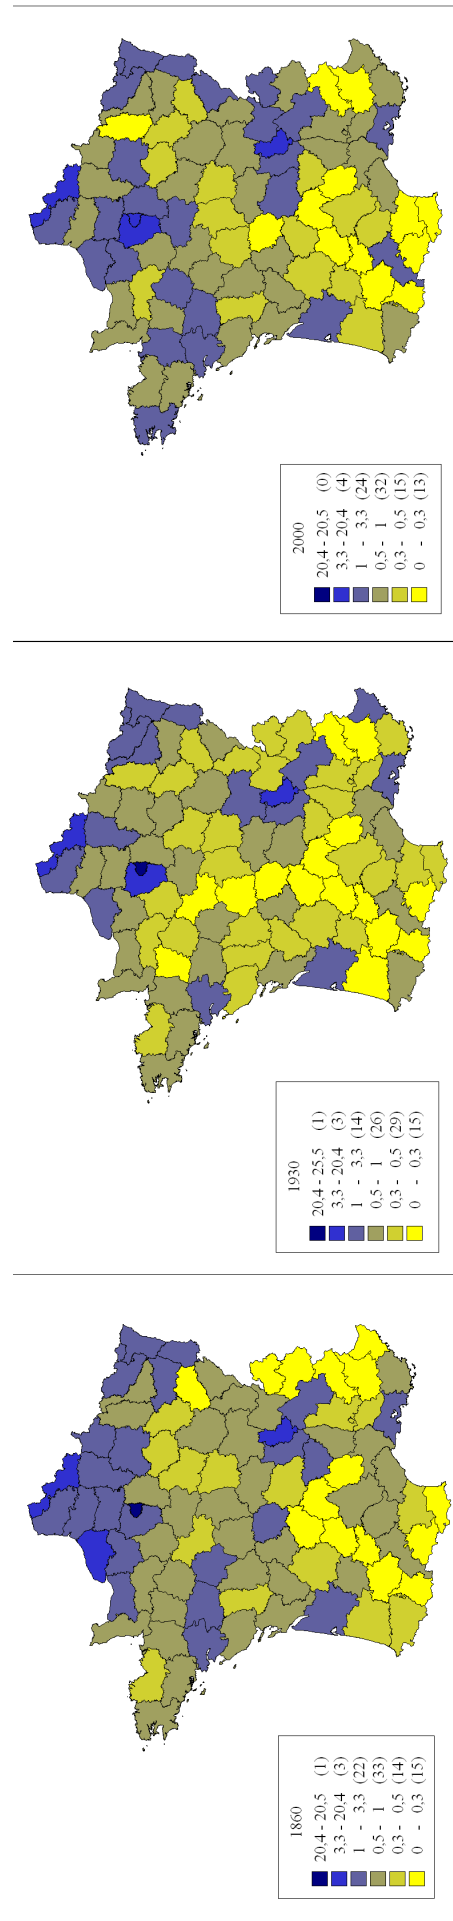 1860
20,4 - 20,5 (1)
3,3 - 20,4 (3)
1 - 3,3 (22)
0,5 - 1 (33)
0,3 - 0,5 (14)
0 - 0,3 (15)
1930
20,4 - 25,5 (1)
3,3 - 20,4 (3)
1 - 3,3 (14)
0,5 - 1 (26)
0,3 - 0,5 (29)
0 - 0,3 (15)
2000
20,4 - 20,5 (0)
3,3 - 20,4 (4)
1 - 3,3 (24)
0,5 - 1 (32)
0,3 - 0,5 (15)
0 - 0,3 (13)